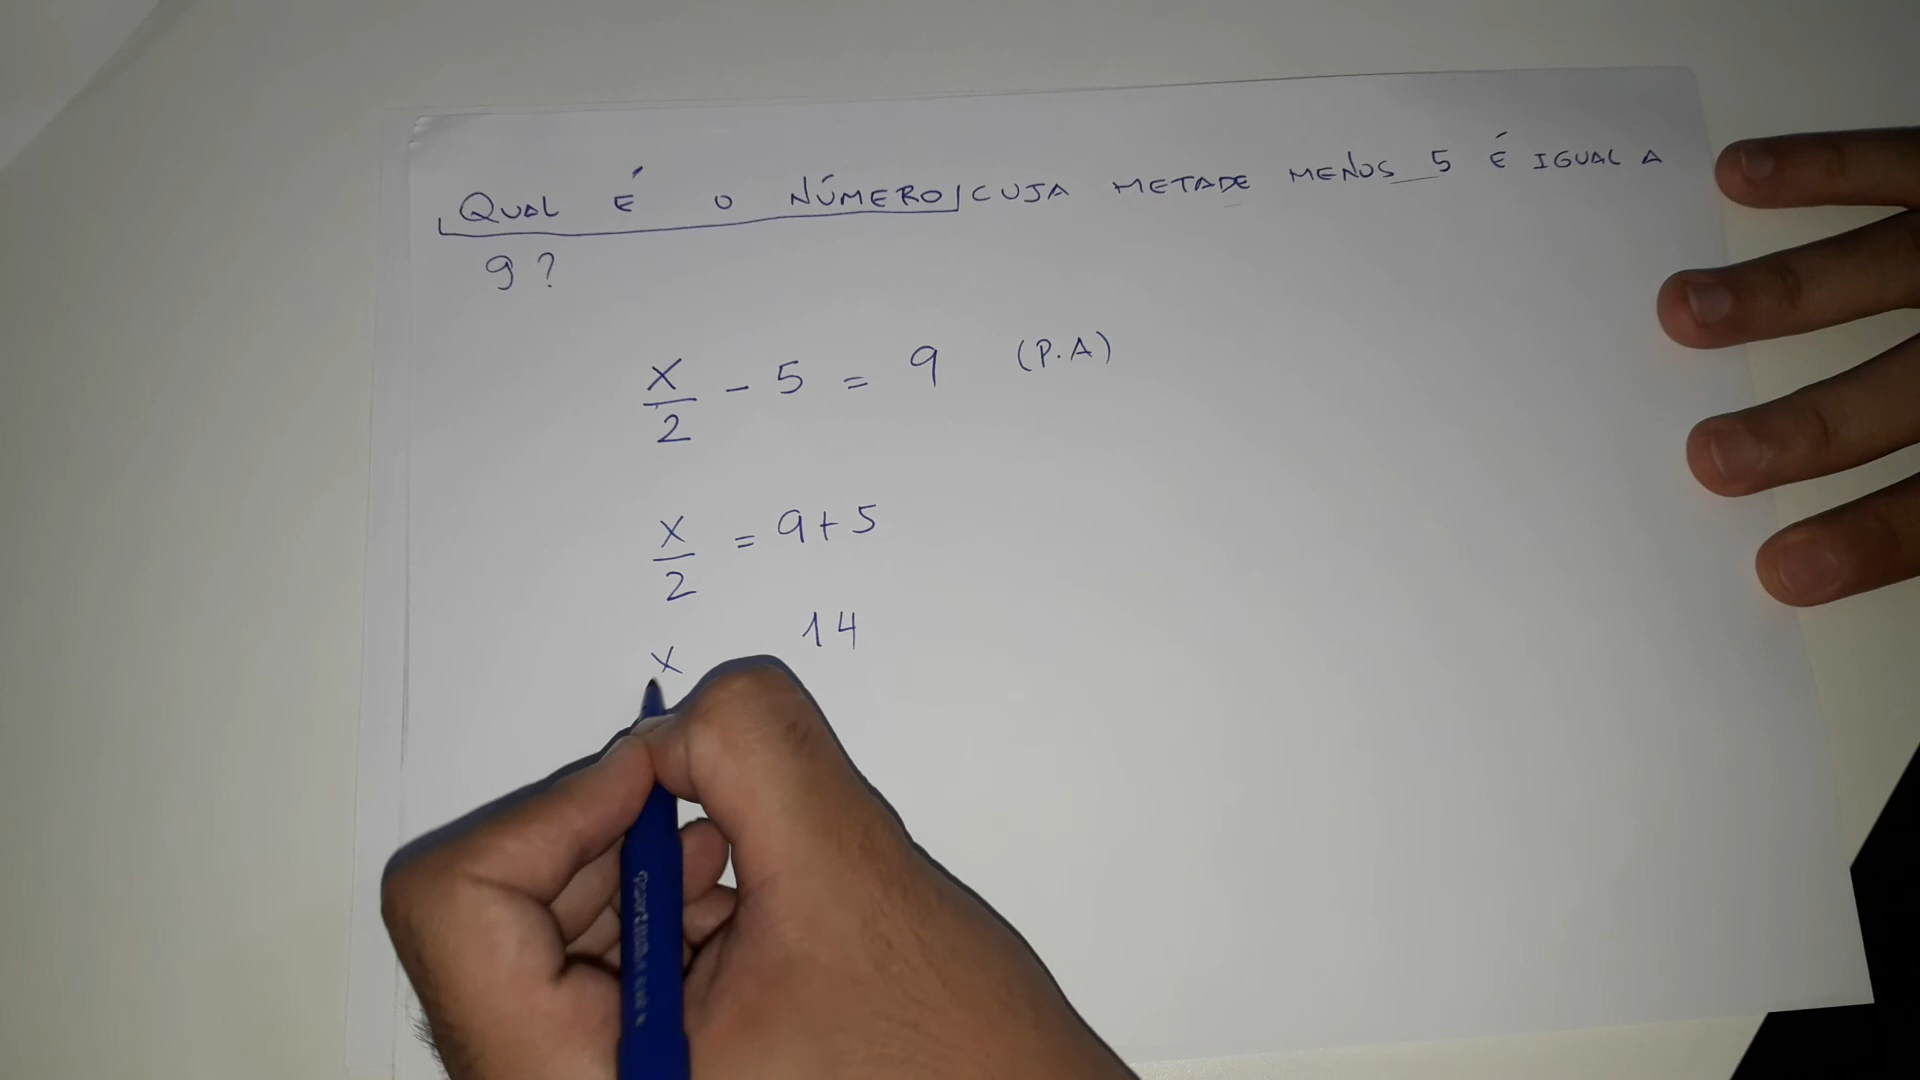 QUAL É O NÚMERO/CUJA METADE MENOS 5 É IGUAL A
9?
x/2 - 5 = 9 (P.A)
x/2 = 9+5
x 14